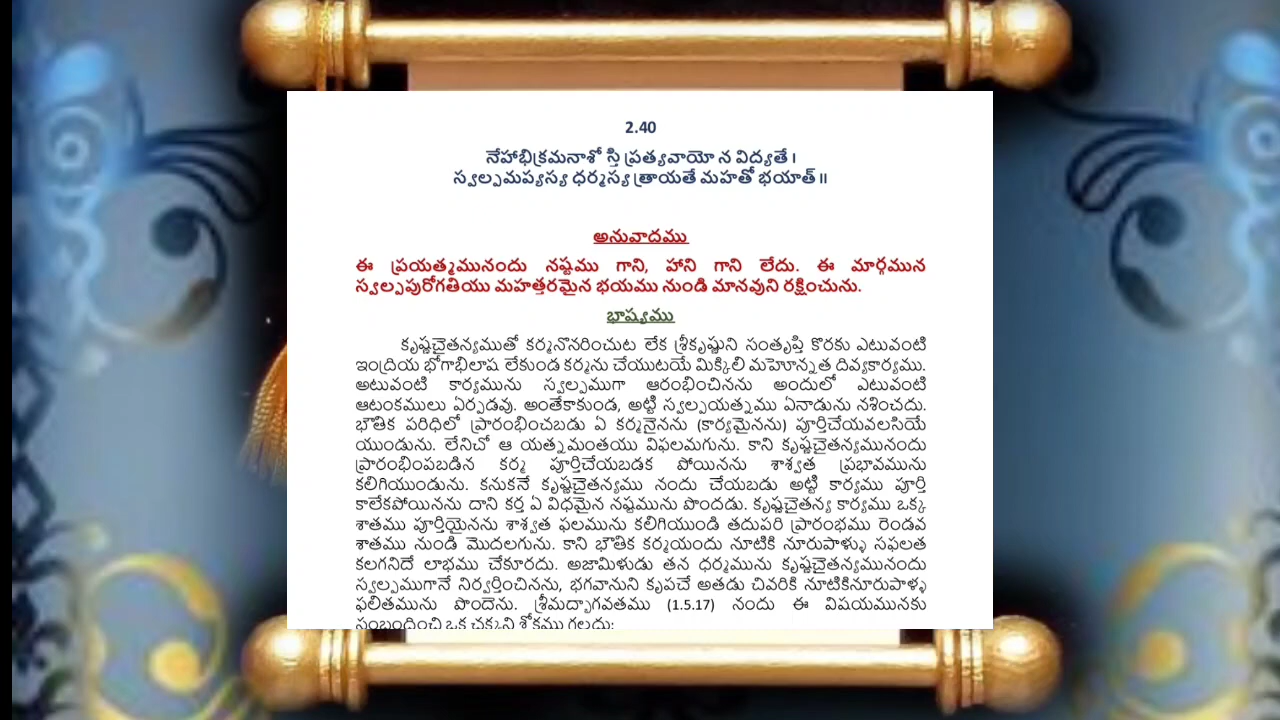 2.40
నేహాభిక్రమనాశో స్తి ప్రత్యవాయో న విద్యతే ।
స్వల్పమప్యస్య ధర్మస్య త్రాయతే మహతో భయాత్ ॥
అనువాదము
ఈ ప్రయత్మమునందు నష్టము గాని, హాని గాని లేదు. ఈ మార్గమున
స్వల్పపురోగతియు మహత్తరమైన భయము నుండి మానవుని రక్షించును.
భాష్యము
కృష్ణచైతన్యముతో కర్మనొనరించుట లేక శ్రీకృష్ణుని సంతృప్తి కొరకు ఎటువంటి
ఇంద్రియ భోగాభిలాష లేకుండ కర్మను చేయుటయే మిక్కిలి మహెూన్నత దివ్యకార్యము.
అటువంటి కార్యమును స్వల్పముగా ఆరంభించినను అందులో ఎటువంటి
ఆటంకములు ఏర్పడవు. అంతేకాకుండ, అట్టి స్వల్పయత్నము ఏనాడును నశించదు.
భౌతిక పరిధిలో ప్రారంభించబడు ఏ కర్మనైనను (కార్యమైనను) పూర్తిచేయవలసియే
యుండును. లేనిచో ఆ యత్నమంతయు విఫలమగును. కాని కృష్ణచైతన్యమునందు
ప్రారంభింపబడిన కర్మ పూర్తిచేయబడక పోయినను శాశ్వత ప్రభావమును
కలిగియుండును. కనుకనే కృష్ణచైతన్యము నందు చేయబడు అట్టి కార్యము పూర్తి
కాలేకపోయినను దాని కర్త ఏ విధమైన నష్టమును పొందడు. కృష్ణచైతన్య కార్యము ఒక్క
శాతము పూర్తియైనను శాశ్వత ఫలమును కలిగియుండి తదుపరి ప్రారంభము రెండవ
శాతము నుండి మొదలగును. కాని భౌతిక కర్మయందు నూటికి నూరుపాళ్ళు సఫలత
కలగనిదే లాభము చేకూరదు. అజామిళుడు తన ధర్మమును కృష్ణచైతన్యమునందు
స్వల్పముగానే నిర్వర్తించినను, భగవానుని కృపచే అతడు చివరికి నూటికినూరుపాళ్ళ
ఫలితమును పొందెను. శ్రీమద్భాగవతము (1.5.17) నందు ఈ విషయమునకు
సంబంధించి ఒక చక్కని శ్లోకము గలదు: